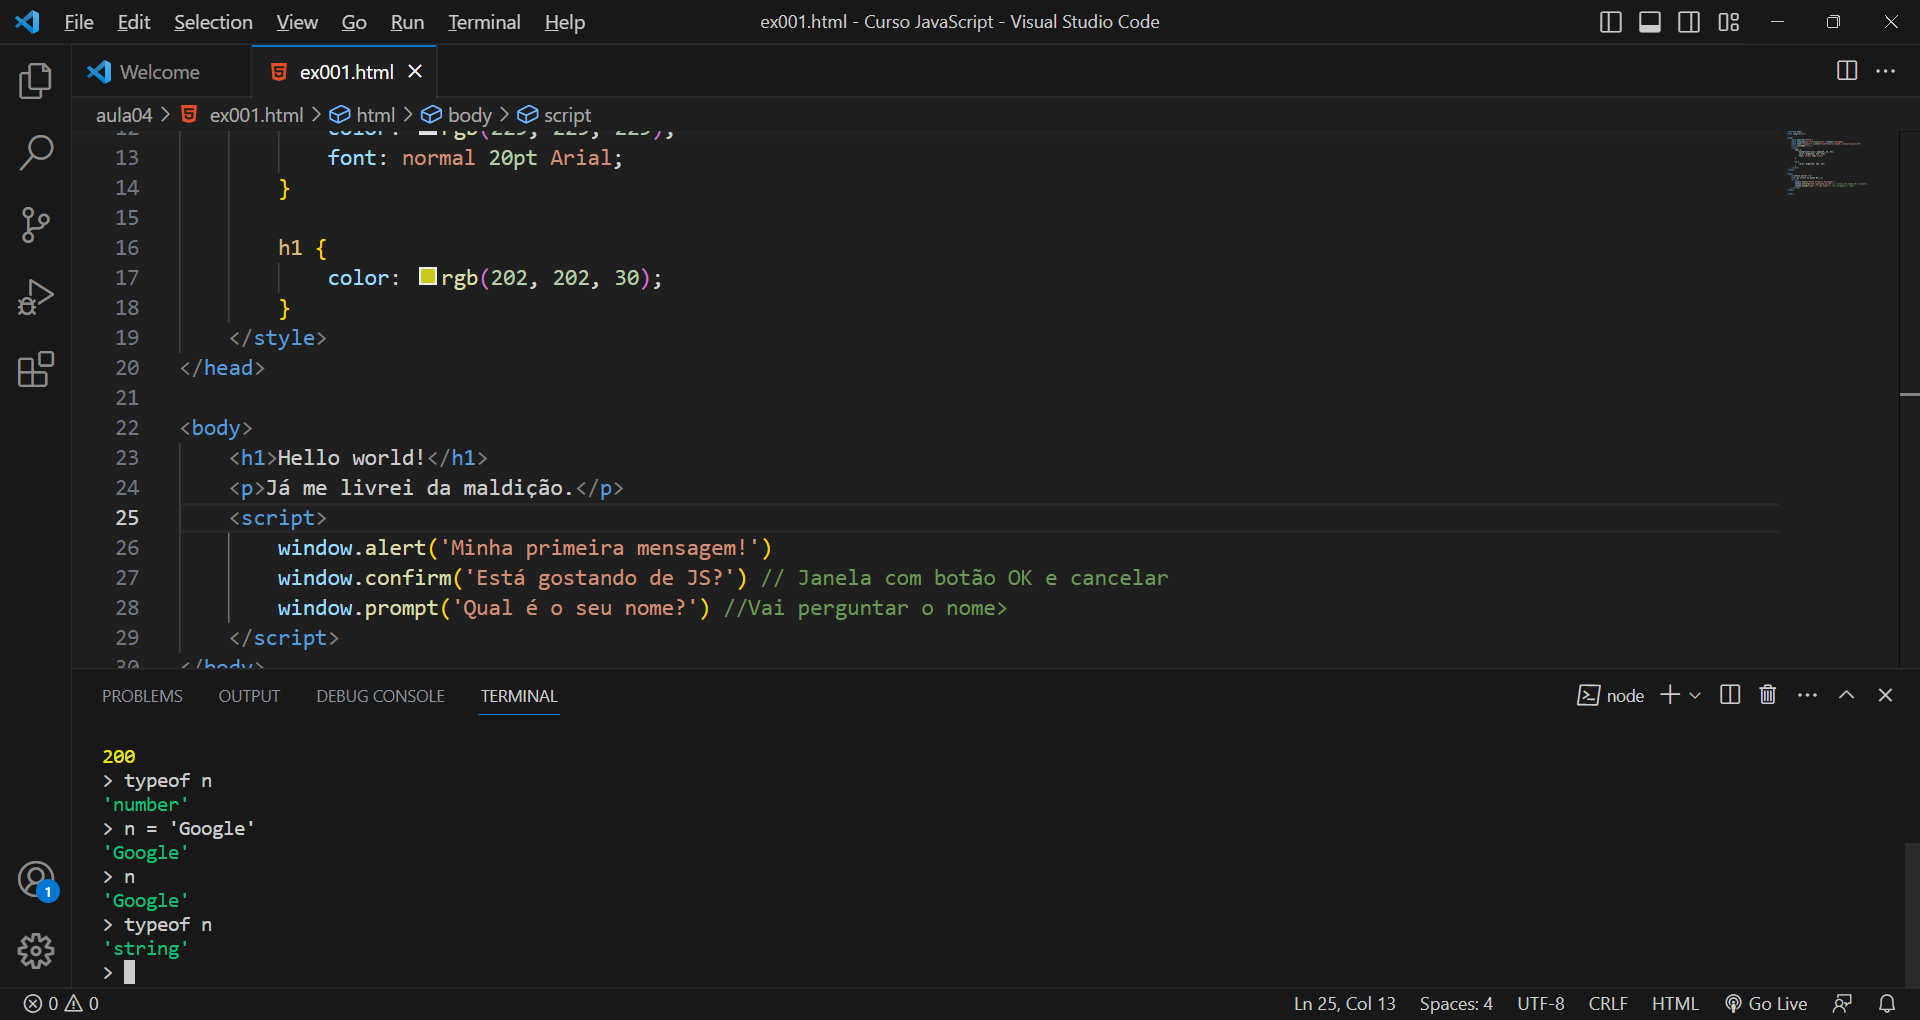 File Edit Selection View Go Run Terminal Help ex001.html - Curso JavaScript - Visual Studio Code
Welcome ex001.html
aula04 > ex001.html > html > body > script
12 color: rgb(229, 229, 229);
13 font: normal 20pt Arial;
14 }
15
16 h1 {
17 color: rgb(202, 202, 30);
18 }
19 </style>
20 </head>
21
22 <body>
23 <h1>Hello world!</h1>
24 <p>Já me livrei da maldição.</p>
25 <script>
26 window.alert('Minha primeira mensagem!')
27 window.confirm('Está gostando de JS?') // Janela com botão OK e cancelar
28 window.prompt('Qual é o seu nome?') //Vai perguntar o nome>
29 </script>
30 </body>
PROBLEMS OUTPUT DEBUG CONSOLE TERMINAL node
200
> typeof n
'number'
> n = 'Google'
'Google'
> n
'Google'
> typeof n
'string'
>
1
0 0 Ln 25, Col 13 Spaces: 4 UTF-8 CRLF HTML Go Live